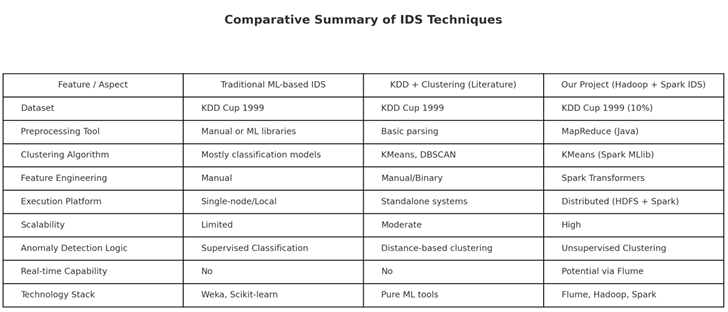 Comparative Summary of IDS Techniques
Feature / Aspect Traditional ML-based IDS KDD + Clustering (Literature) Our Project (Hadoop + Spark IDS)
Dataset KDD Cup 1999 KDD Cup 1999 KDD Cup 1999 (10%)
Preprocessing Tool Manual or ML libraries Basic parsing MapReduce (Java)
Clustering Algorithm Mostly classification models KMeans, DBSCAN KMeans (Spark MLlib)
Feature Engineering Manual Manual/Binary Spark Transformers
Execution Platform Single-node/Local Standalone systems Distributed (HDFS + Spark)
Scalability Limited Moderate High
Anomaly Detection Logic Supervised Classification Distance-based clustering Unsupervised Clustering
Real-time Capability No No Potential via Flume
Technology Stack Weka, Scikit-learn Pure ML tools Flume, Hadoop, Spark